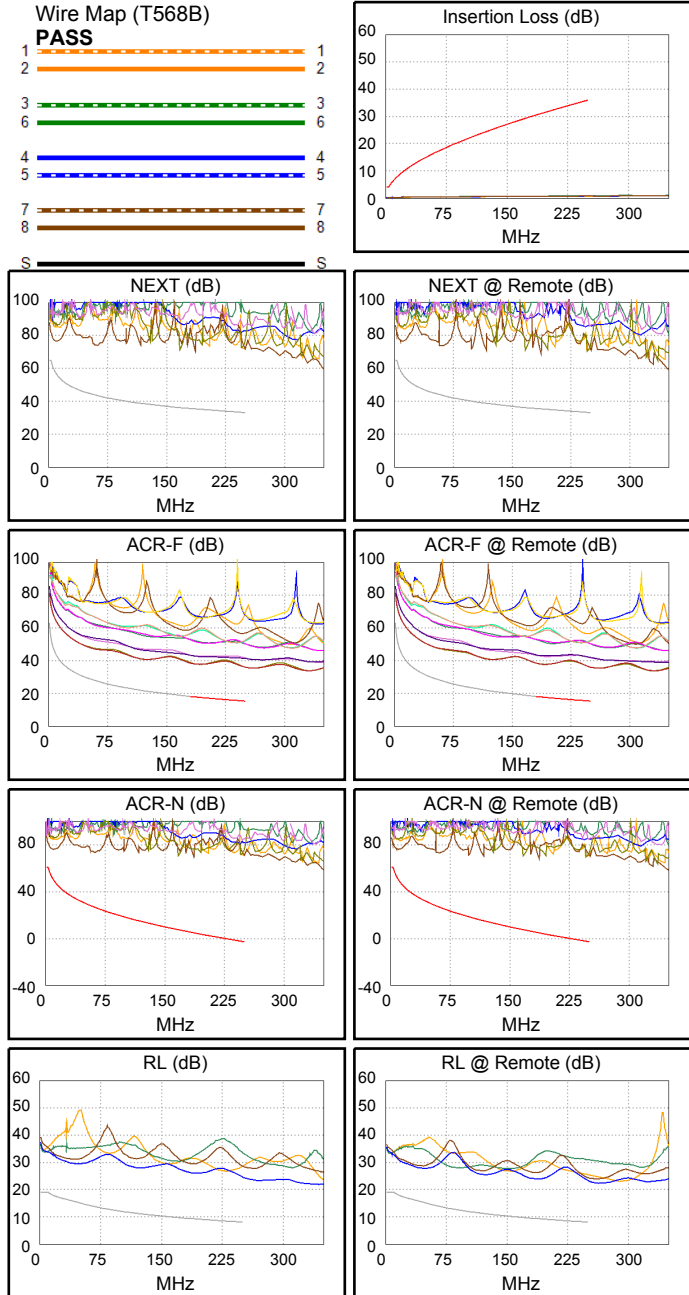 Wire Map (T568B)
PASS
1 1
2 2
3 3
6 6
4 4
5 5
7 7
8 8
S S
Insertion Loss (dB)
60
50
40
30
20
10
0
0 75 150 225 300
MHz
NEXT (dB)
100
80
60
40
20
0
0 75 150 225 300
MHz
NEXT @ Remote (dB)
100
80
60
40
20
0
0 75 150 225 300
MHz
ACR-F (dB)
100
80
60
40
20
0
0 75 150 225 300
MHz
ACR-F @ Remote (dB)
100
80
60
40
20
0
0 75 150 225 300
MHz
ACR-N (dB)
80
40
0
-40
0 75 150 225 300
MHz
ACR-N @ Remote (dB)
80
40
0
-40
0 75 150 225 300
MHz
RL (dB)
60
50
40
30
20
10
0
0 75 150 225 300
MHz
RL @ Remote (dB)
60
50
40
30
20
10
0
0 75 150 225 300
MHz